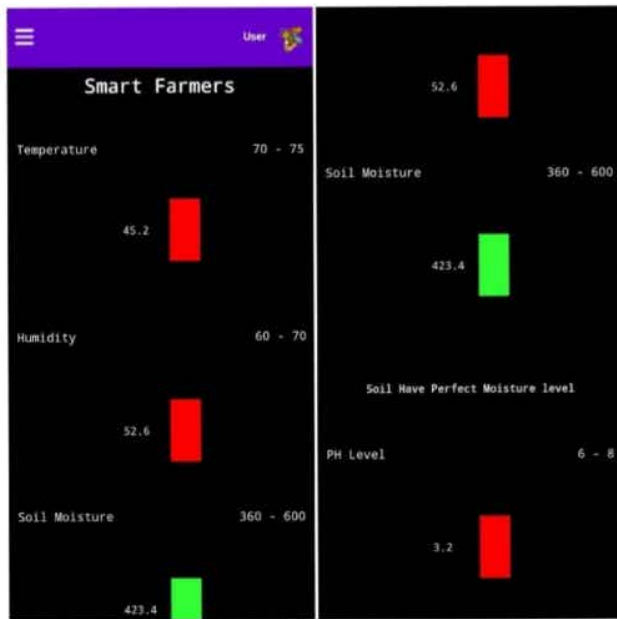 User
Smart Farmers
Temperature 70 - 75
45.2
Humidity 60 - 70
52.6
Soil Moisture 360 - 600
423.4
52.6
Soil Moisture 360 - 600
423.4
Soil Have Perfect Moisture level
PH Level 6 - 8
3.2